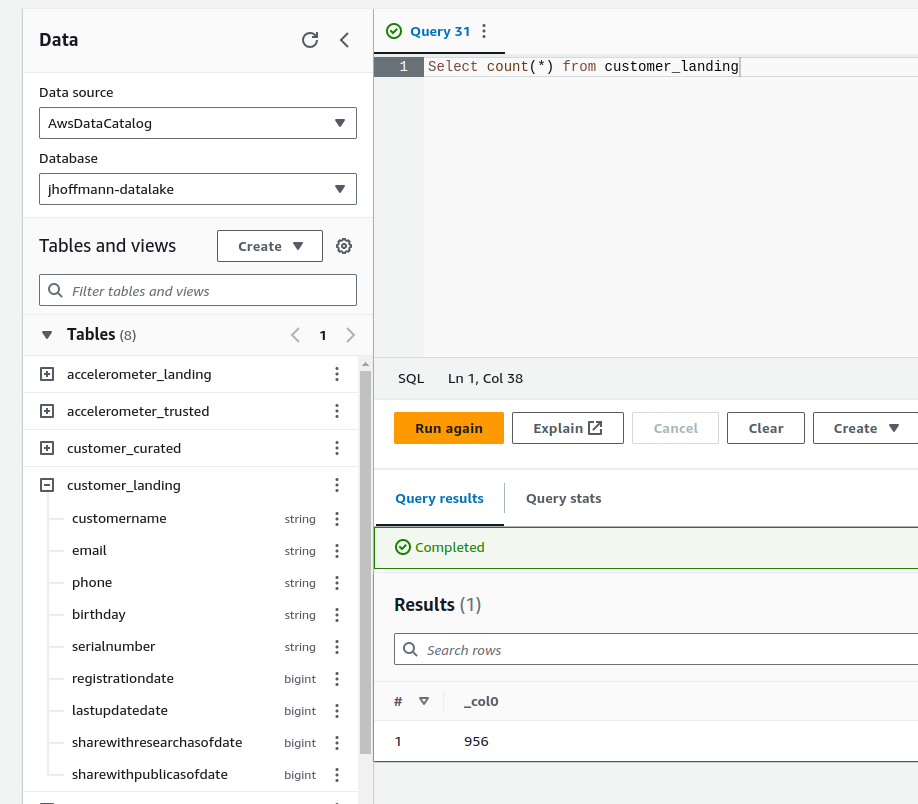 Data
Data source
AwsDataCatalog
Database
jhoffmann-datalake
Tables and views
Create
Filter tables and views
Tables (8)
1
accelerometer_landing
accelerometer_trusted
customer_curated
customer_landing
customername string
email string
phone string
birthday string
serialnumber string
registrationdate bigint
lastupdatedate bigint
sharewithresearchasofdate bigint
sharewithpublicasofdate bigint
Query 31
1 Select count(*) from customer_landing
SQL Ln 1, Col 38
Run again Explain Cancel Clear Create
Query results Query stats
Completed
Results (1)
Search rows
# _col0
1 956